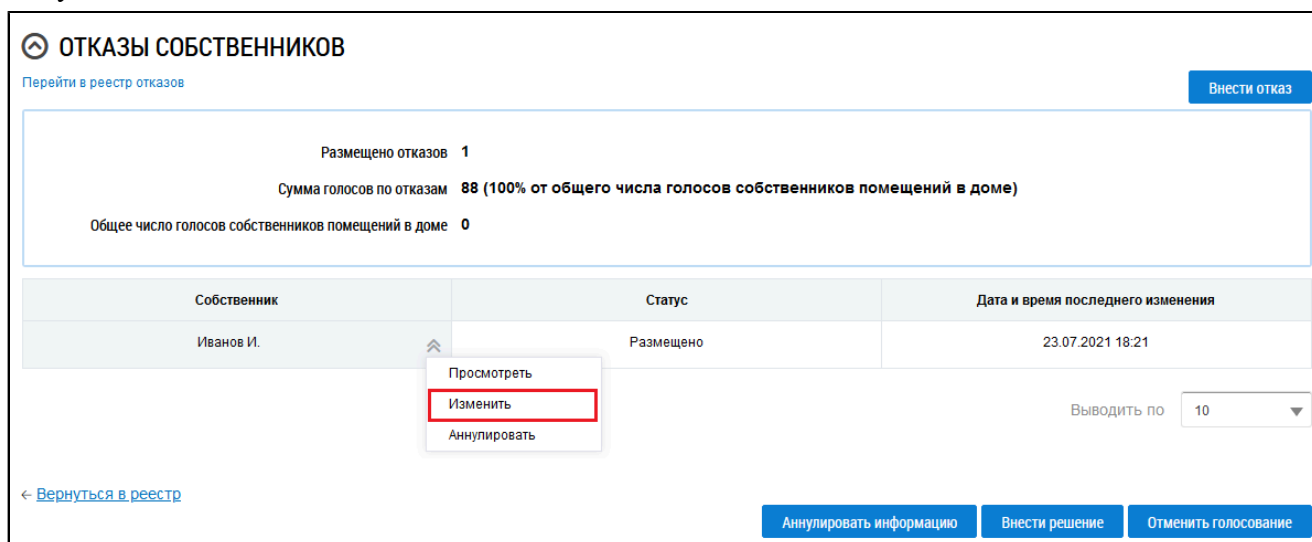 ОТКАЗЫ СОБСТВЕННИКОВ
Перейти в реестр отказов
Внести отказ
Размещено отказов 1
Сумма голосов по отказам 88 (100% от общего числа голосов собственников помещений в доме)
Общее число голосов собственников помещений в доме 0
Собственник Статус Дата и время последнего изменения
Иванов И. Размещено 23.07.2021 18:21
Просмотреть
Изменить
Аннулировать
Выводить по 10
← Вернуться в реестр
Аннулировать информацию Внести решение Отменить голосование